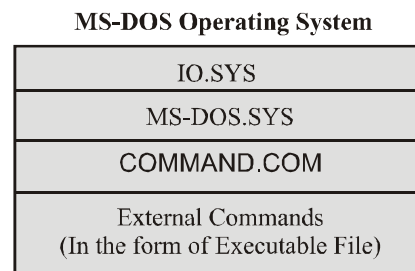 MS-DOS Operating System
IO.SYS
MS-DOS.SYS
COMMAND.COM
External Commands
(In the form of Executable File)